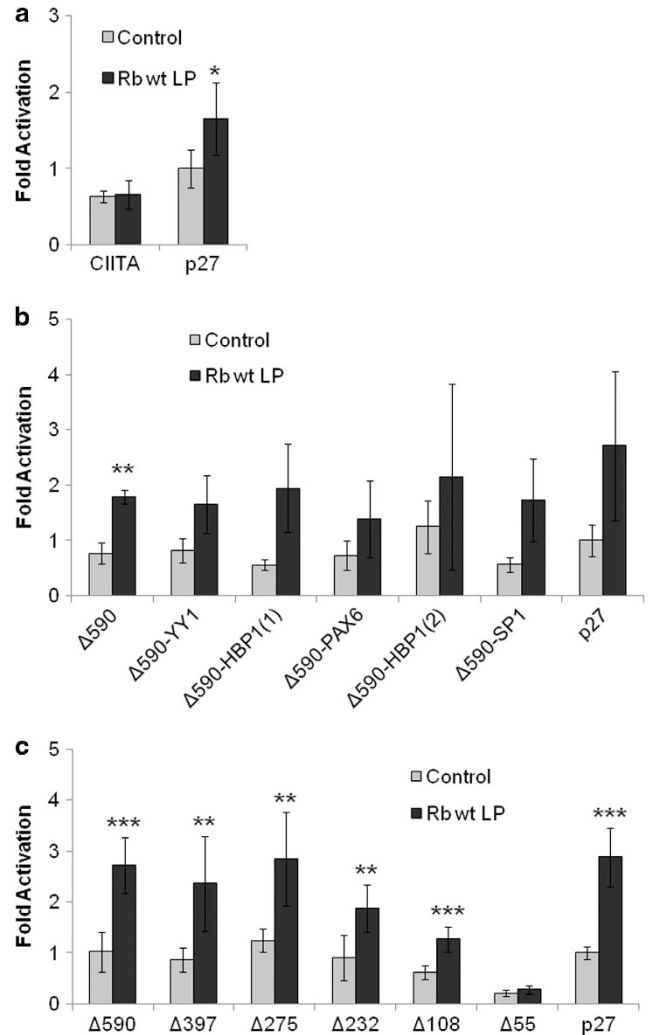 a
3
Control
Rb wt LP
*
2
1
0
Fold Activation
CIITA p27
b
5
Control
Rb wt LP
4
3
**
2
1
0
Fold Activation
Δ590 Δ590-YY1 Δ590-HBP1(1) Δ590-PAX6 Δ590-HBP1(2) Δ590-SP1 p27
c
5
Control
Rb wt LP
4
*** ** ** ** *** ***
3
2
1
0
Fold Activation
Δ590 Δ397 Δ275 Δ232 Δ108 Δ55 p27